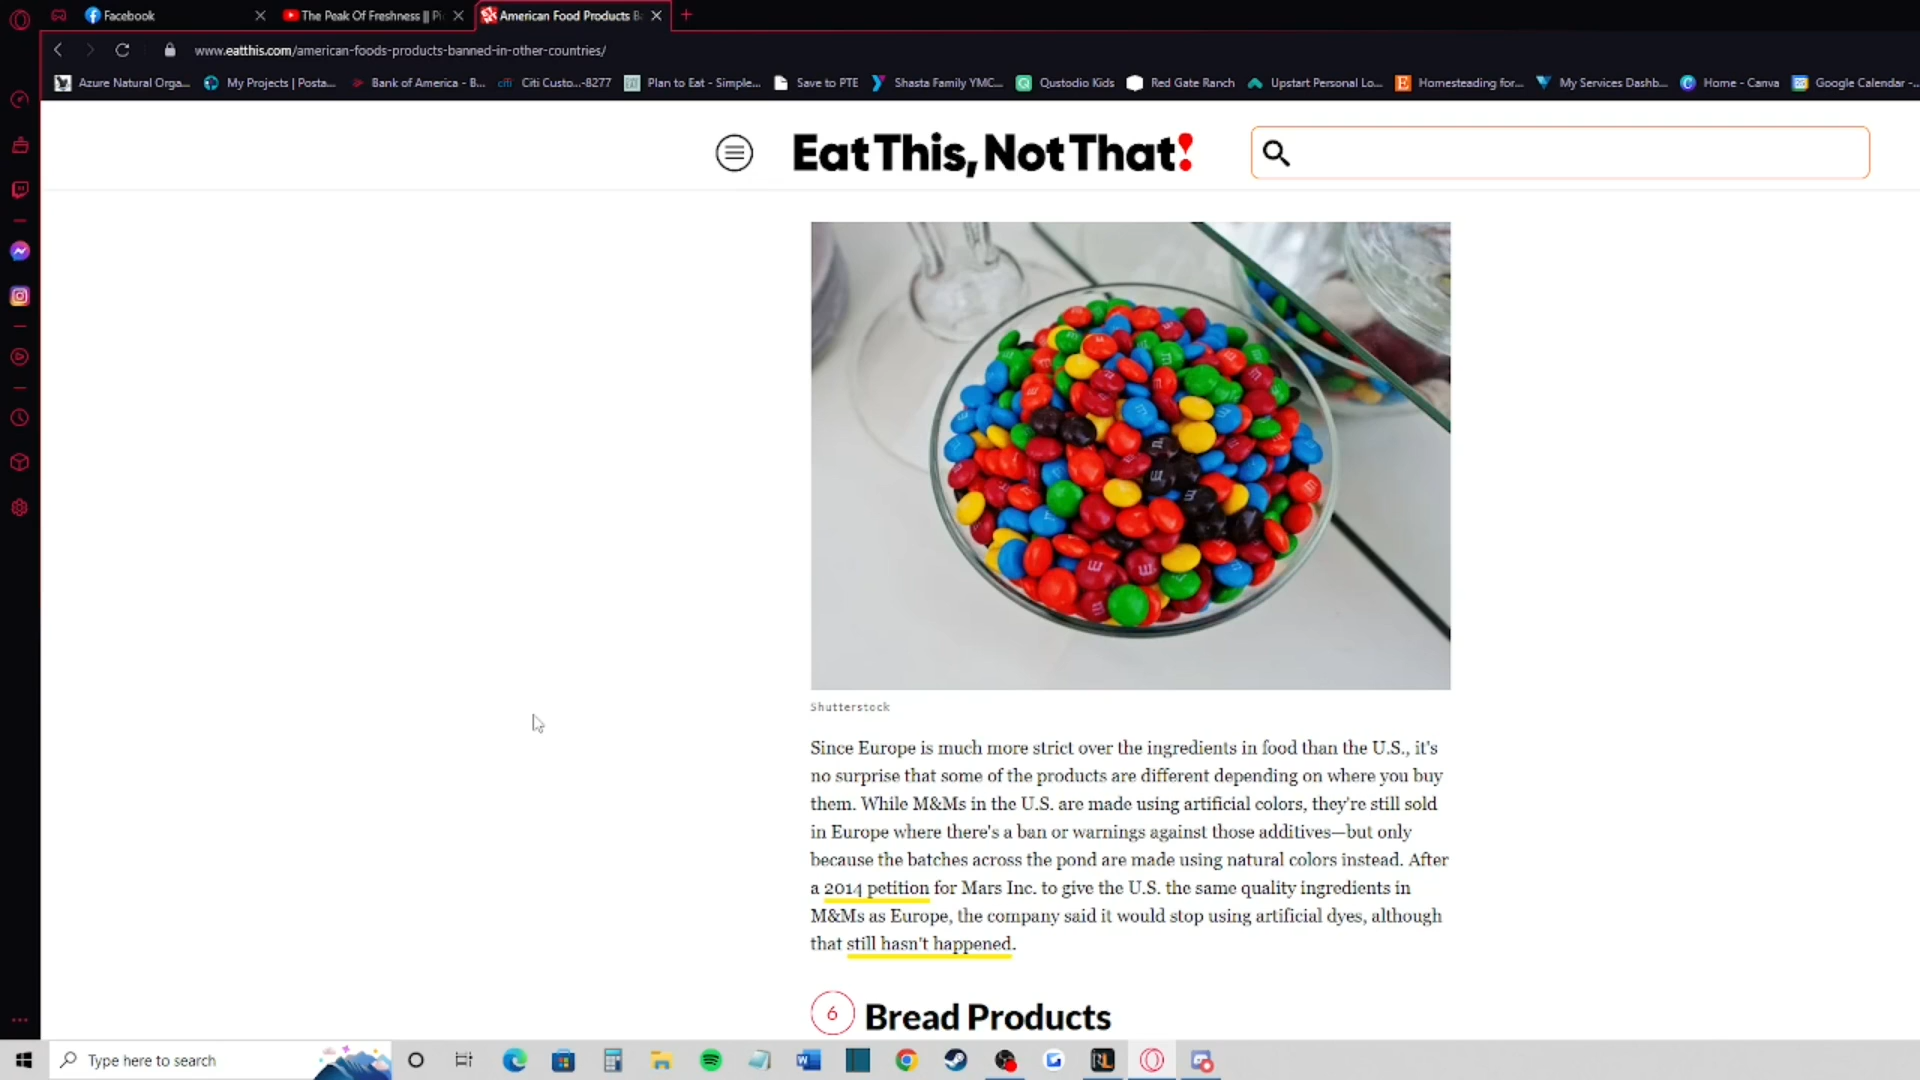 Facebook
The Peak Of Freshness || Pi
American Food Products B
www.eatthis.com/american-foods-products-banned-in-other-countries/
Azure Natural Orga...
My Projects | Posta...
Bank of America - B...
citi
Citi Custo...-8277
Plan to Eat - Simple...
Save to PTE
Shasta Family YMC...
Qustodio Kids
Red Gate Ranch
Upstart Personal Lo...
Homesteading for...
My Services Dashb...
Home - Canva
Google Calendar -...
Eat This, Not That!
Shutterstock
Since Europe is much more strict over the ingredients in food than the U.S., it's
no surprise that some of the products are different depending on where you buy
them. While M&Ms in the U.S. are made using artificial colors, they're still sold
in Europe where there's a ban or warnings against those additives—but only
because the batches across the pond are made using natural colors instead. After
a 2014 petition for Mars Inc. to give the U.S. the same quality ingredients in
M&Ms as Europe, the company said it would stop using artificial dyes, although
that still hasn't happened.
6 Bread Products
Type here to search